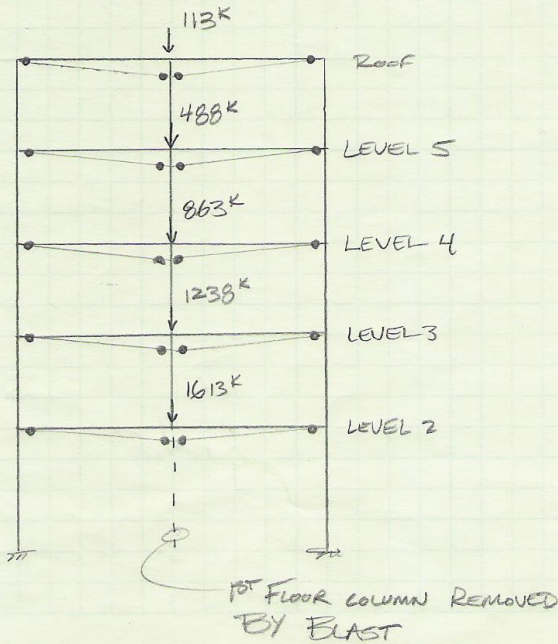 113K
ROOF
488K
LEVEL 5
863K
LEVEL 4
1238K
LEVEL 3
1613K
LEVEL 2
1ST FLOOR COLUMN REMOVED
BY BLAST